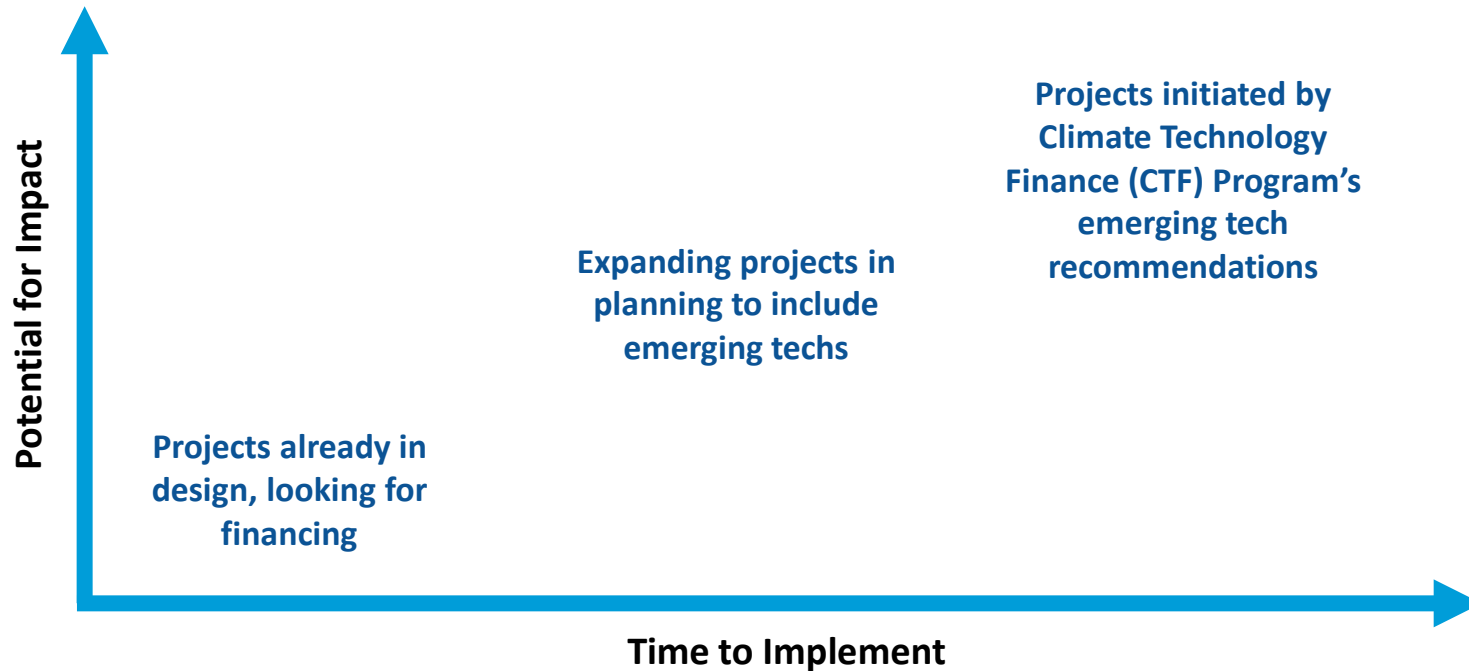 Potential for Impact
Projects initiated by
Climate Technology
Finance (CTF) Program’s
emerging tech
recommendations
Expanding projects in
planning to include
emerging techs
Projects already in
design, looking for
financing
Time to Implement